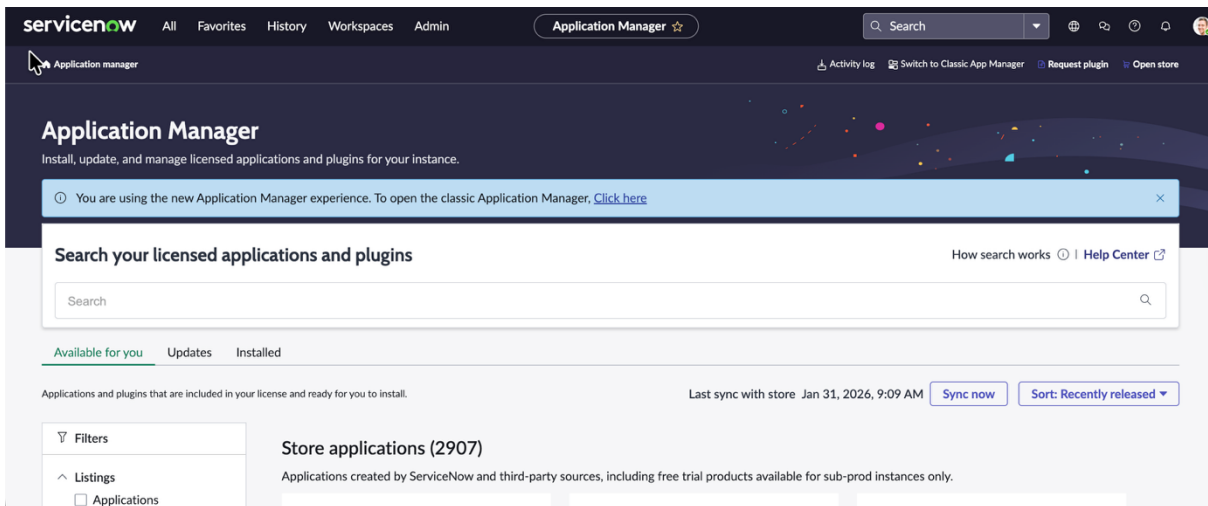 servicenow All Favorites History Workspaces Admin Application Manager Search
Application manager Activity log Switch to Classic App Manager Request plugin Open store
Application Manager
Install, update, and manage licensed applications and plugins for your instance.
You are using the new Application Manager experience. To open the classic Application Manager, Click here
Search your licensed applications and plugins How search works | Help Center
Search
Available for you Updates Installed
Applications and plugins that are included in your license and ready for you to install. Last sync with store Jan 31, 2026, 9:09 AM Sync now Sort: Recently released
Filters
Store applications (2907)
Listings Applications created by ServiceNow and third-party sources, including free trial products available for sub-prod instances only.
Applications